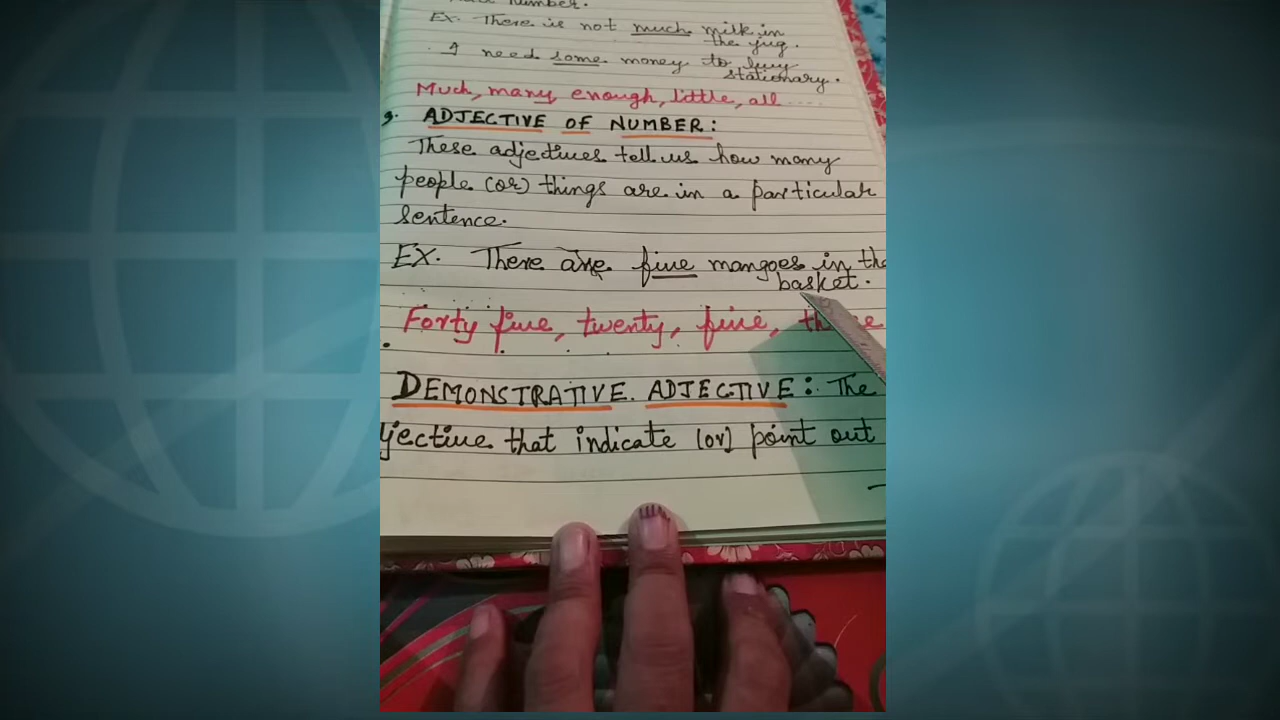 number.
Ex. There is not much milk in
the jug.
I need some money to buy
stationary.
Much, many enough, little, all ....
3. ADJECTIVE OF NUMBER:
These adjectives tell us how many
people (or) things are in a particular
sentence.
EX. There are five mangoes in the
basket.
Forty five, twenty, five,
DEMONSTRATIVE. ADJECTIVE: The
jective that indicate (or) point out